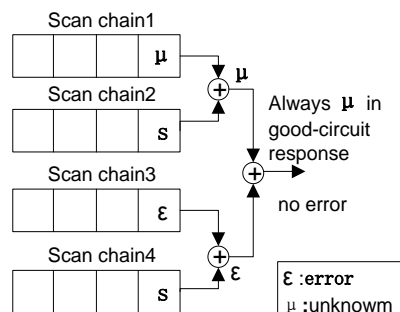 Scan chain1
μ
μ
Scan chain2
s
Always μ in
good-circuit
response
Scan chain3
ε
no error
Scan chain4
ε
s
ε :error
μ :unknowm